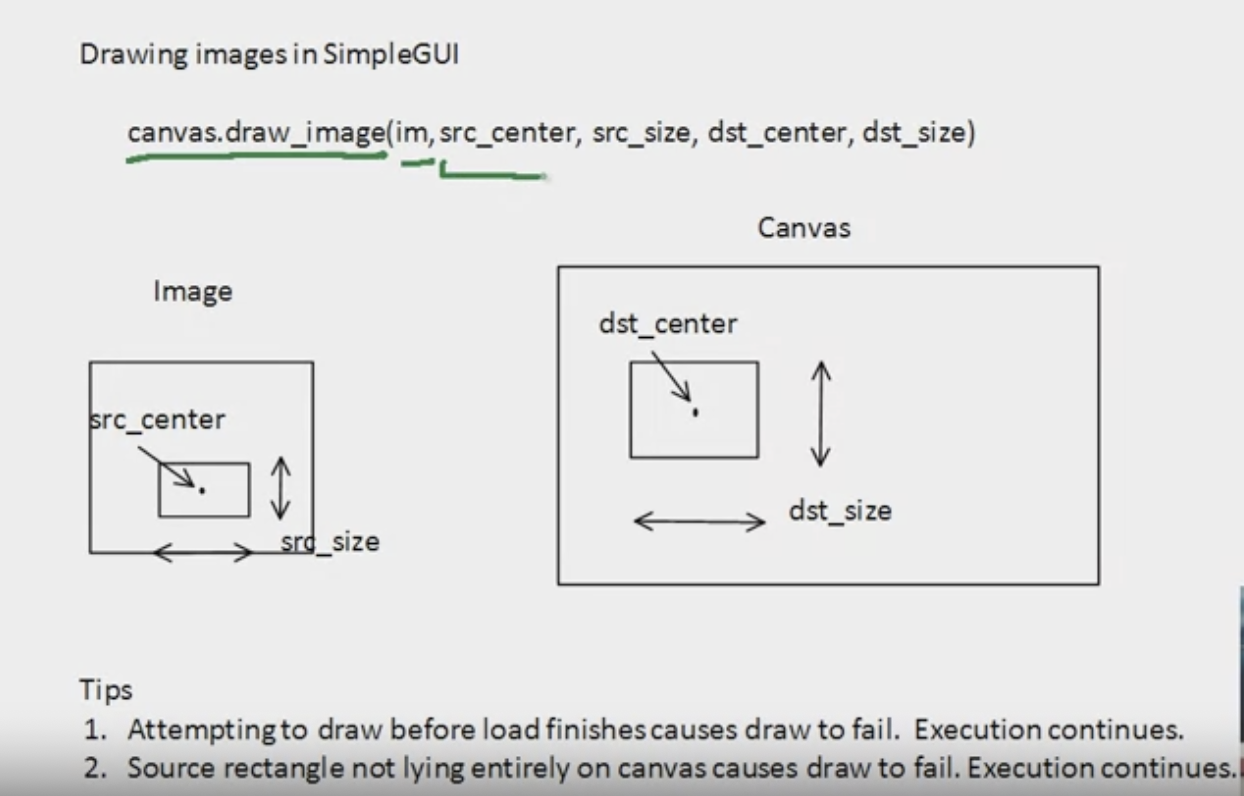 Drawing images in SimpleGUI
canvas.draw_image(im, src_center, src_size, dst_center, dst_size)
Canvas
Image
dst_center
src_center
dst_size
src_size
Tips
1. Attempting to draw before load finishes causes draw to fail. Execution continues.
2. Source rectangle not lying entirely on canvas causes draw to fail. Execution continues.